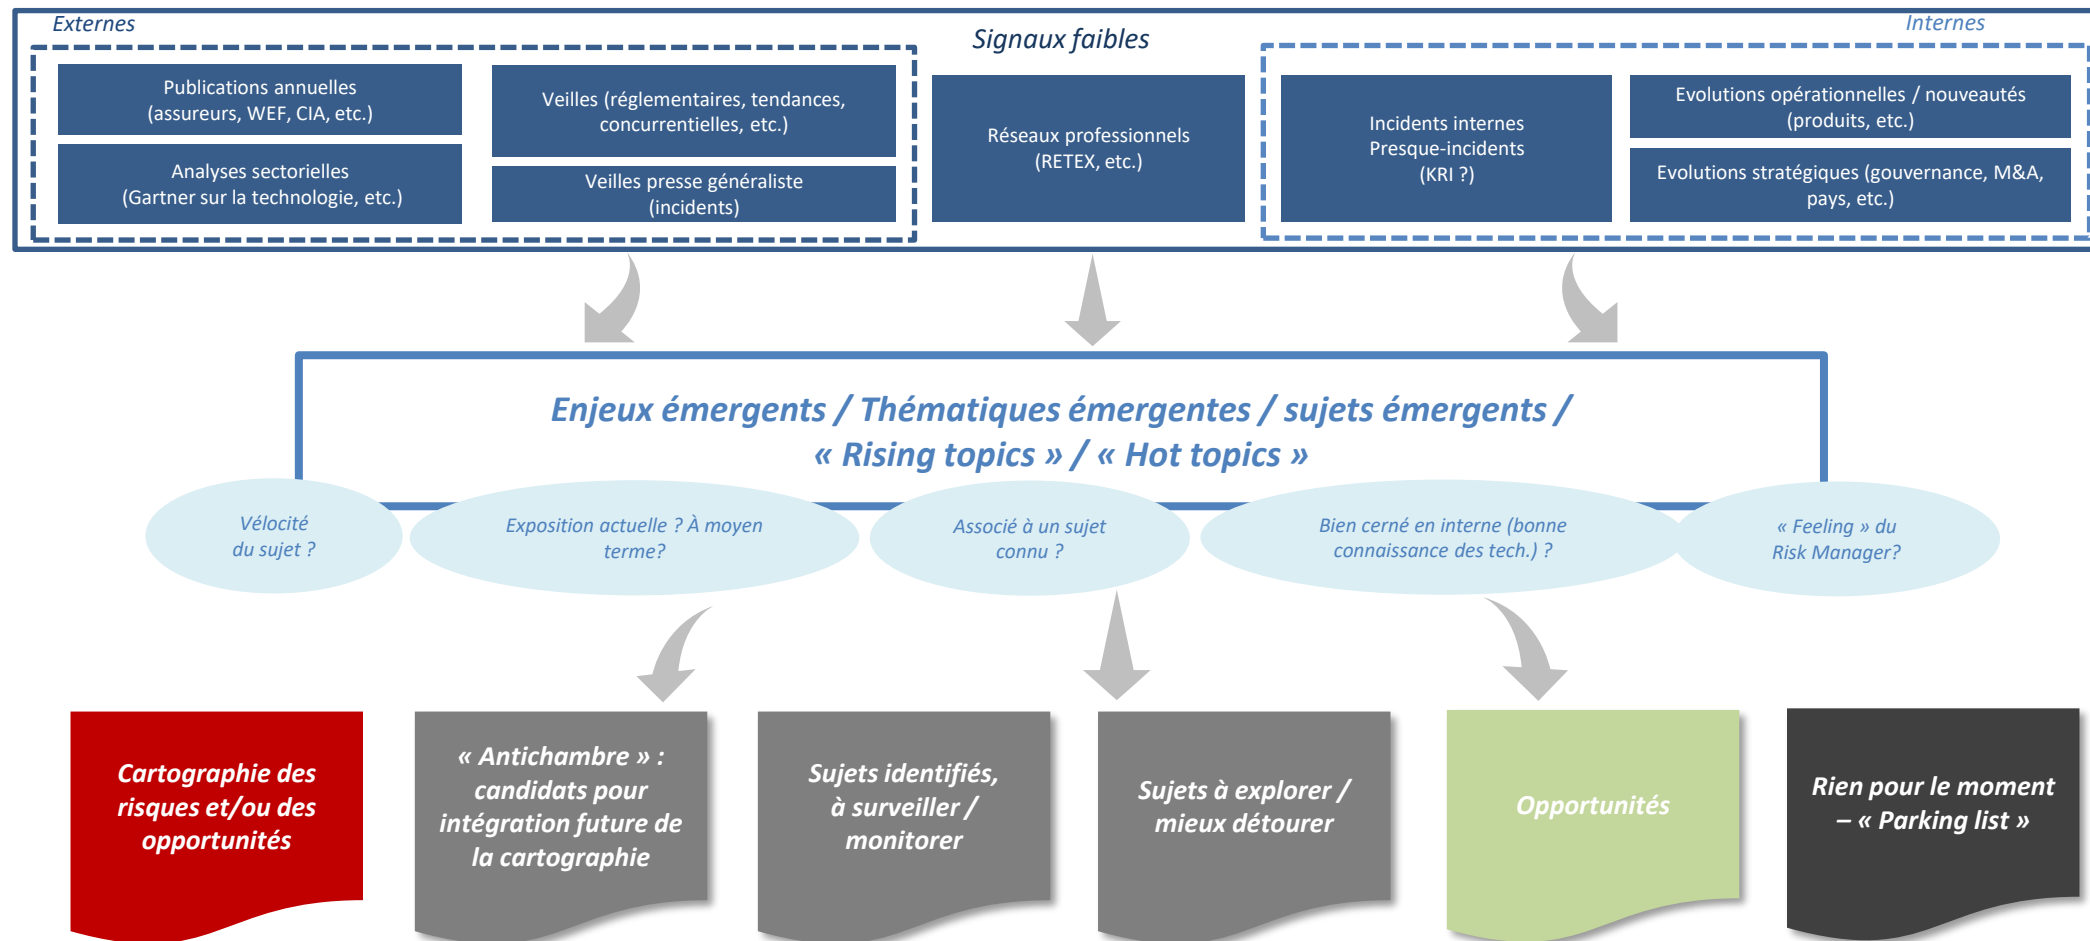 Externes
Signaux faibles
Internes
Publications annuelles
(assureurs, WEF, CIA, etc.)
Analyses sectorielles
(Gartner sur la technologie, etc.)
Veilles (réglementaires, tendances,
concurrentielles, etc.)
Veilles presse généraliste
(incidents)
Réseaux professionnels
(RETEX, etc.)
Incidents internes
Presque-incidents
(KRI ?)
Evolutions opérationnelles / nouveautés
(produits, etc.)
Evolutions stratégiques (gouvernance, M&A,
pays, etc.)
Enjeux émergents / Thématiques émergentes / sujets émergents /
« Rising topics » / « Hot topics »
Vélocité
du sujet ?
Exposition actuelle ? À moyen
terme?
Associé à un sujet
connu ?
Bien cerné en interne (bonne
connaissance des tech.) ?
« Feeling » du
Risk Manager?
Cartographie des
risques et/ou des
opportunités
« Antichambre » :
candidats pour
intégration future de
la cartographie
Sujets identifiés,
à surveiller /
monitorer
Sujets à explorer /
mieux détourer
Opportunités
Rien pour le moment
– « Parking list »